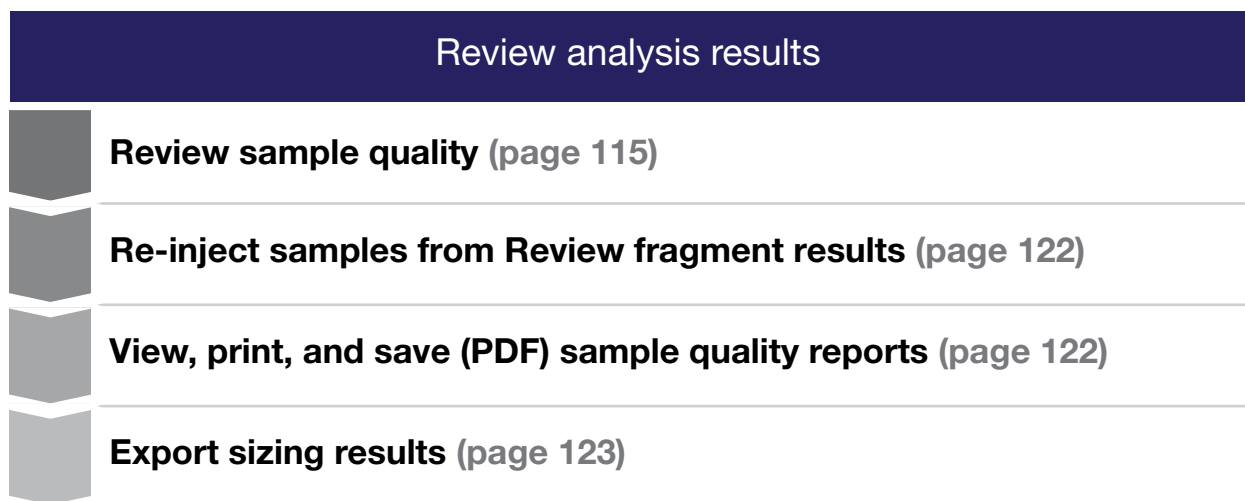 Review analysis results
Review sample quality (page 115)
Re-inject samples from Review fragment results (page 122)
View, print, and save (PDF) sample quality reports (page 122)
Export sizing results (page 123)